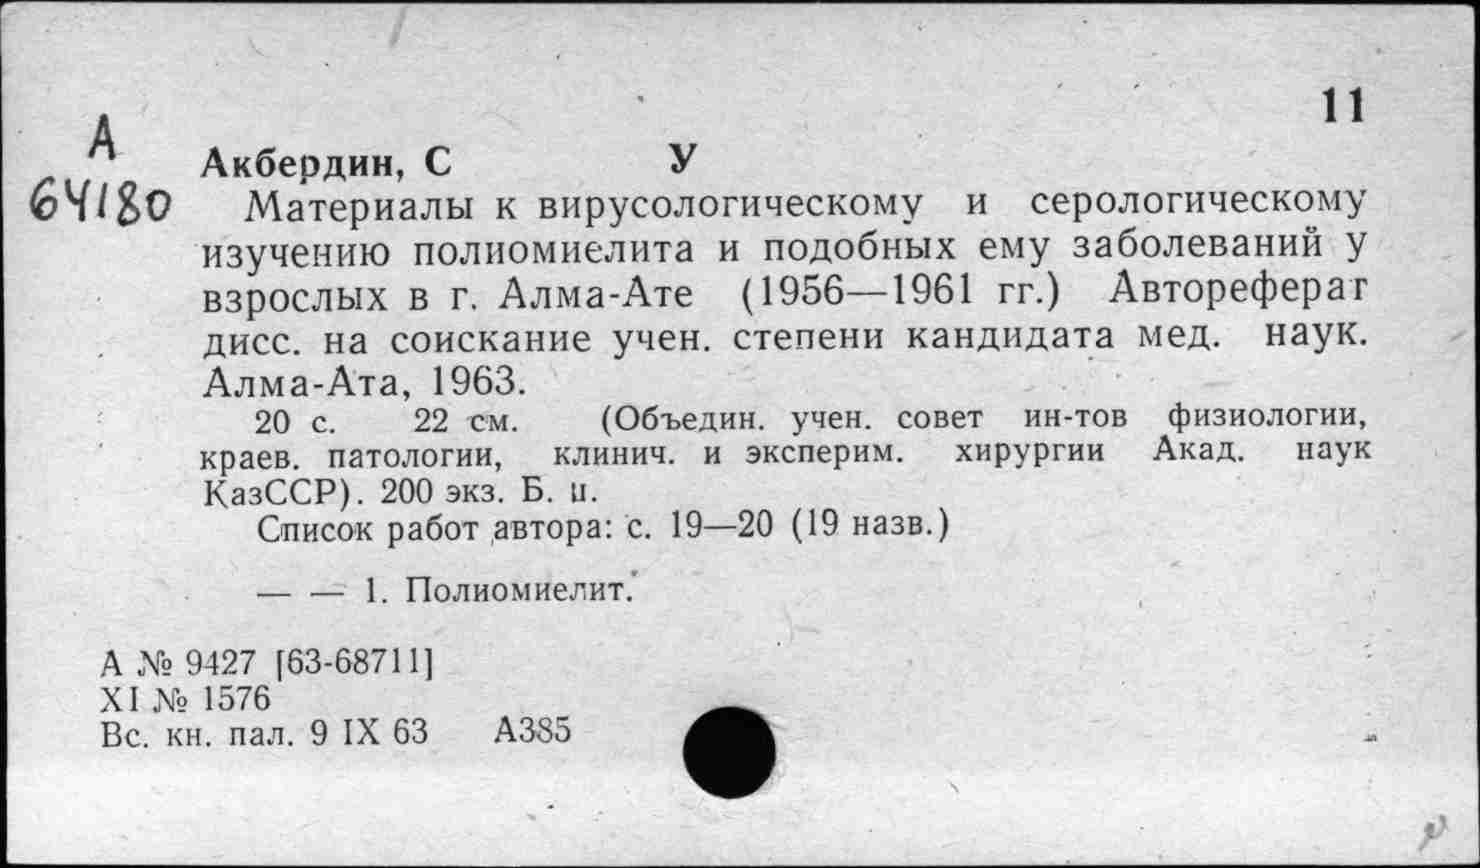 11
А
64180
Акбердин, С У
Материалы к вирусологическому и серологическому
изучению полиомиелита и подобных ему заболеваний у
взрослых в г. Алма-Ате (1956—1961 гг.) Автореферат
дисс. на соискание учен. степени кандидата мед. наук.
Алма-Ата, 1963.
20 с. 22 см. (Объедин. учен. совет ин-тов физиологии,
краев. патологии, клинич. и эксперим. хирургии Акад. наук
КазССР). 200 экз. Б. ц.
Список работ автора: с. 19—20 (19 назв.)
— — 1. Полиомиелит.
А № 9427 [63-68711]
XI № 1576
Вс. кн. пал. 9 IX 63 А385